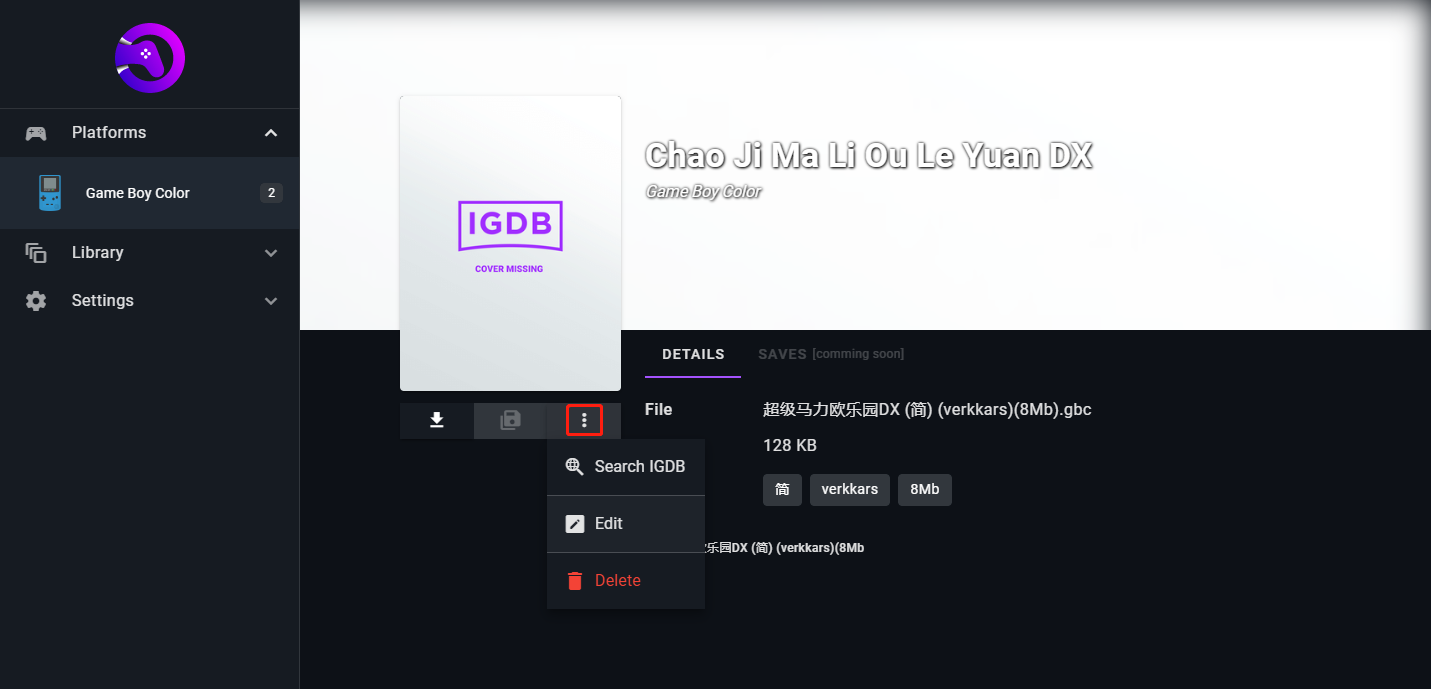 Platforms
Game Boy Color 2
Library
Settings
IGDB
COVER MISSING
Chao Ji Ma Li Ou Le Yuan DX
Game Boy Color
DETAILS SAVES [comming soon]
File 超级马力欧乐园DX (简) (verkkars)(8Mb).gbc
128 KB
简 verkkars 8Mb
Search IGDB
Edit
乐园DX (简) (verkkars)(8Mb
Delete